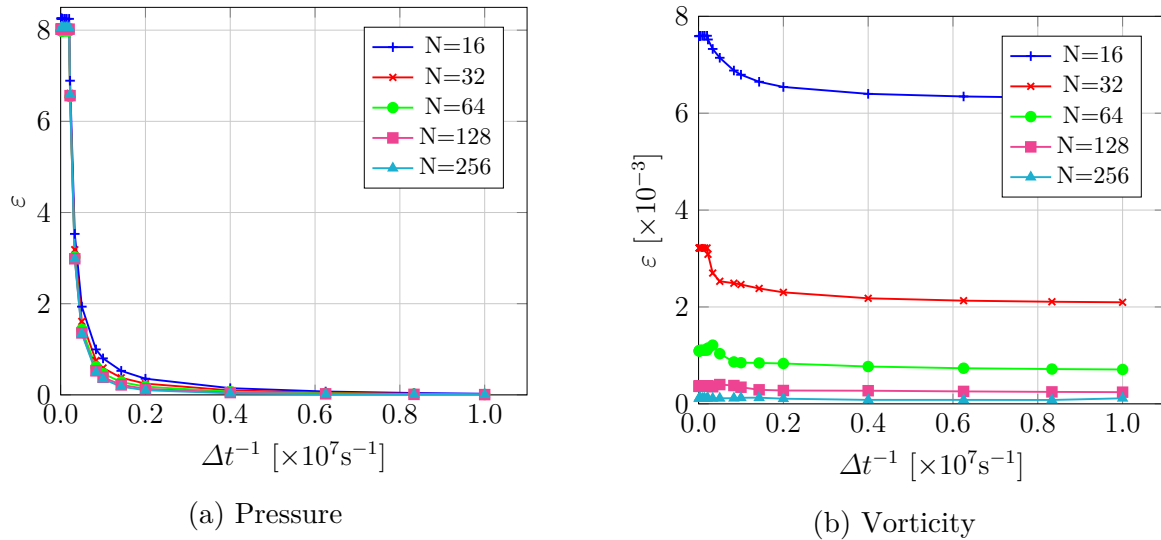 8
6
4
2
0
ε
0.0
0.2
0.4
0.6
0.8
1.0
Δt⁻¹ [×10⁷s⁻¹]
N=16
N=32
N=64
N=128
N=256
(a) Pressure
8
6
4
2
0
ε [×10⁻³]
0.0
0.2
0.4
0.6
0.8
1.0
Δt⁻¹ [×10⁷s⁻¹]
N=16
N=32
N=64
N=128
N=256
(b) Vorticity